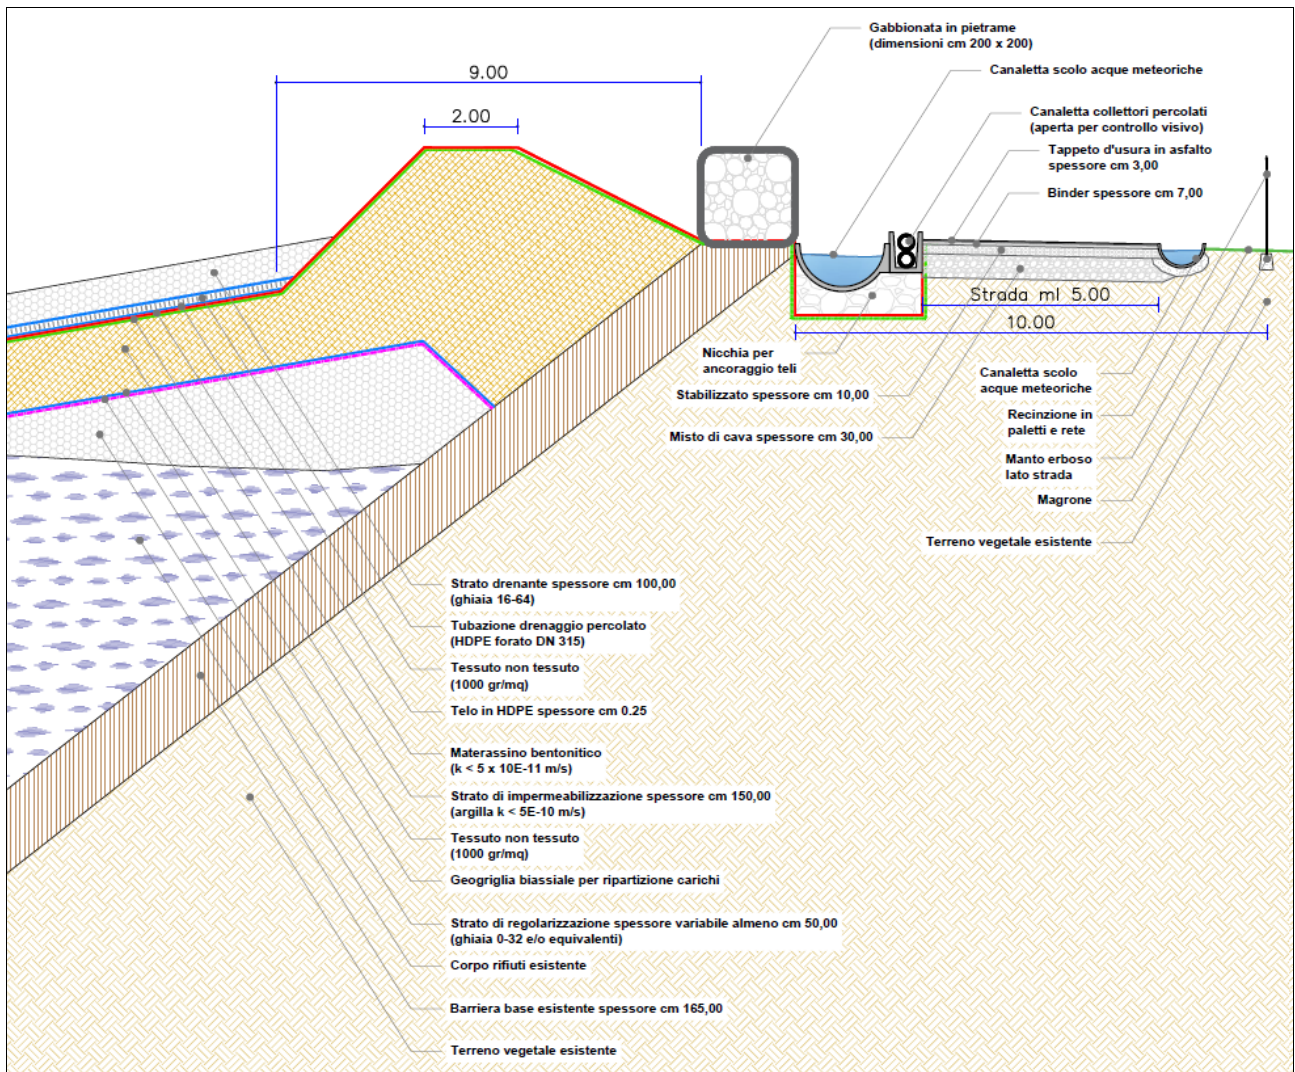 Gabbionata in pietrame
(dimensioni cm 200 x 200)
9.00
Canaletta scolo acque meteoriche
2.00
Canaletta collettori percolati
(aperta per controllo visivo)
Tappeto d'usura in asfalto
spessore cm 3,00
Binder spessore cm 7,00
Strada ml 5.00
10.00
Nicchia per
ancoraggio teli
Stabilizzato spessore cm 10,00
Misto di cava spessore cm 30,00
Canaletta scolo
acque meteoriche
Recinzione in
paletti e rete
Manto erboso
lato strada
Magrone
Terreno vegetale esistente
Strato drenante spessore cm 100,00
(ghiaia 16-64)
Tubazione drenaggio percolato
(HDPE forato DN 315)
Tessuto non tessuto
(1000 gr/mq)
Telo in HDPE spessore cm 0.25
Materassino bentonitico
(k < 5 x 10E-11 m/s)
Strato di impermeabilizzazione spessore cm 150,00
(argilla k < 5E-10 m/s)
Tessuto non tessuto
(1000 gr/mq)
Geogriglia biassiale per ripartizione carichi
Strato di regolarizzazione spessore variabile almeno cm 50,00
(ghiaia 0-32 e/o equivalenti)
Corpo rifiuti esistente
Barriera base esistente spessore cm 165,00
Terreno vegetale esistente